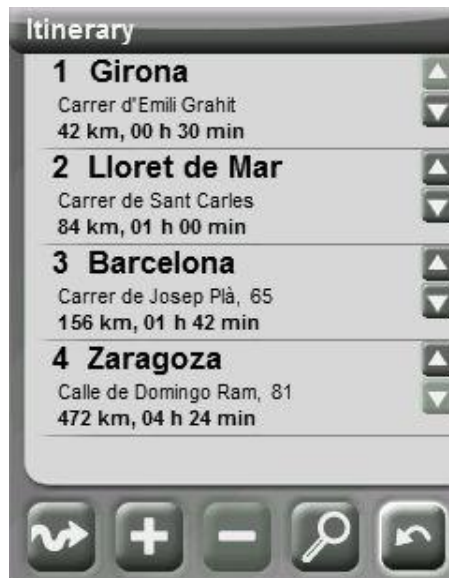 Itinerary
1 Girona
Carrer d'Emili Grahit
42 km, 00 h 30 min
2 Lloret de Mar
Carrer de Sant Carles
84 km, 01 h 00 min
3 Barcelona
Carrer de Josep Plà, 65
156 km, 01 h 42 min
4 Zaragoza
Calle de Domingo Ram, 81
472 km, 04 h 24 min